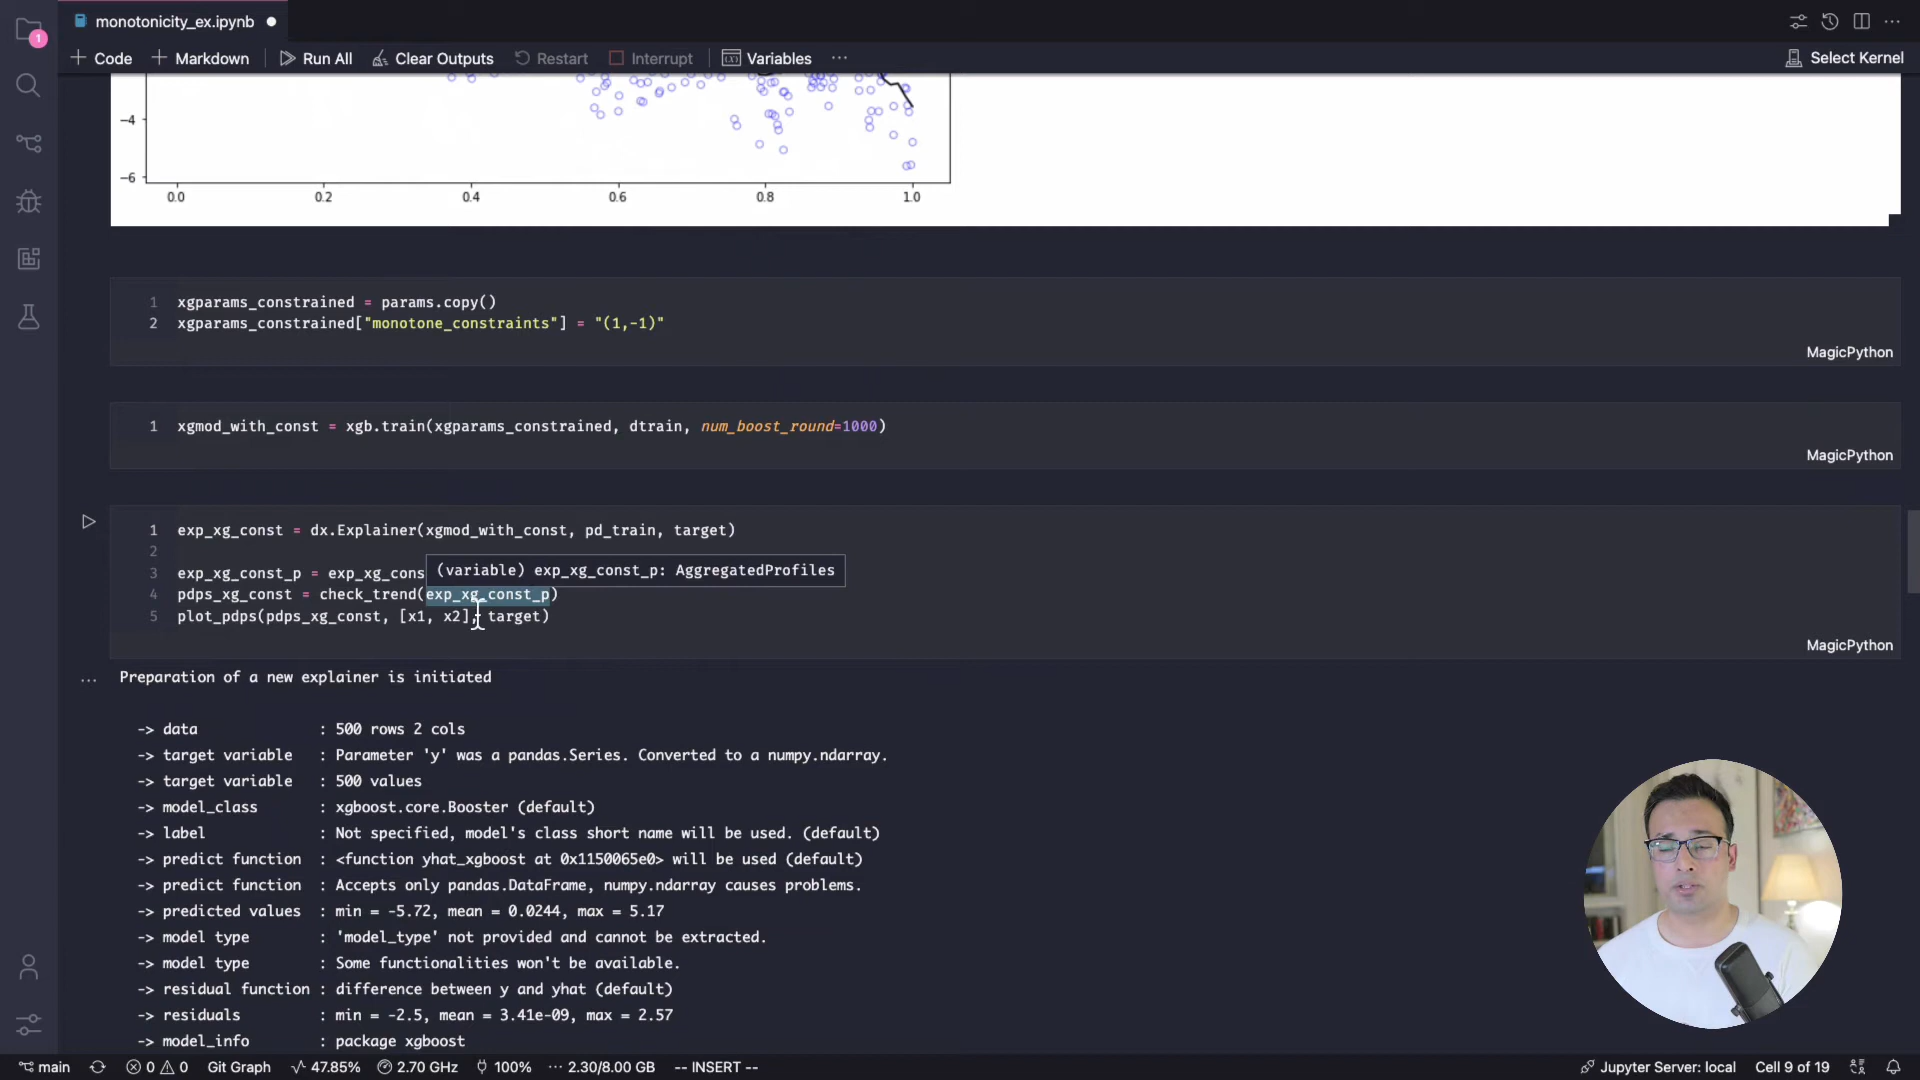 monotonicity_ex.ipynb
1
Code
Markdown
Run All
Clear Outputs
Restart
Interrupt
Variables
Select Kernel
-4
-6
0.0 0.2 0.4 0.6 0.8 1.0
1 xgparams_constrained = params.copy()
2 xgparams_constrained["monotone_constraints"] = "(1,-1)"
MagicPython
1 xgmod_with_const = xgb.train(xgparams_constrained, dtrain, num_boost_round=1000)
MagicPython
1 exp_xg_const = dx.Explainer(xgmod_with_const, pd_train, target)
2
(variable) exp_xg_const_p: AggregatedProfiles
3 exp_xg_const_p = exp_xg_cons
4 pdps_xg_const = check_trend(exp_xg_const_p)
5 plot_pdps(pdps_xg_const, [x1, x2], target)
MagicPython
Preparation of a new explainer is initiated
-> data : 500 rows 2 cols
-> target variable : Parameter 'y' was a pandas.Series. Converted to a numpy.ndarray.
-> target variable : 500 values
-> model_class : xgboost.core.Booster (default)
-> label : Not specified, model's class short name will be used. (default)
-> predict function : <function yhat_xgboost at 0x1150065e0> will be used (default)
-> predict function : Accepts only pandas.DataFrame, numpy.ndarray causes problems.
-> predicted values : min = -5.72, mean = 0.0244, max = 5.17
-> model type : 'model_type' not provided and cannot be extracted.
-> model type : Some functionalities won't be available.
-> residual function : difference between y and yhat (default)
-> residuals : min = -2.5, mean = 3.41e-09, max = 2.57
-> model_info : package xgboost
main 0 0 Git Graph 47.85% 2.70 GHz 100% 2.30/8.00 GB -- INSERT -- Jupyter Server: local Cell 9 of 19